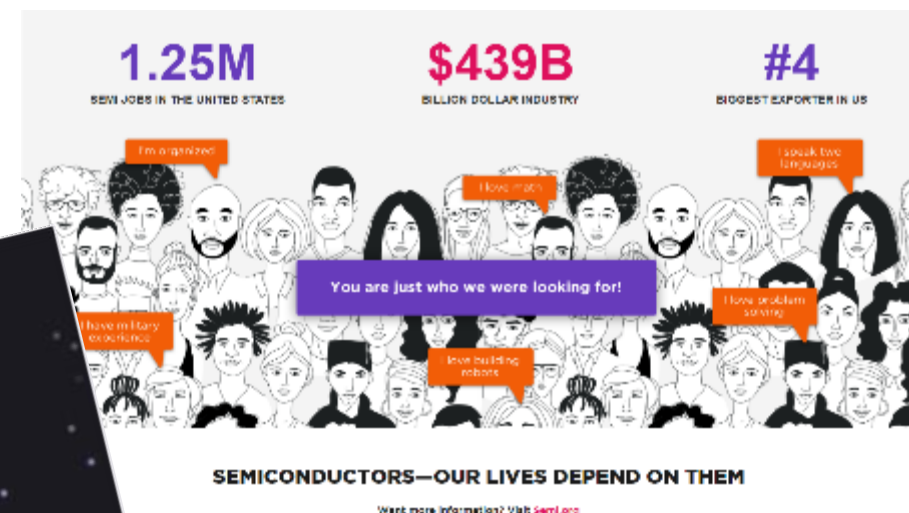 1.25M
$439B
#4
SEMI JOBS IN THE UNITED STATES
BILLION DOLLAR INDUSTRY
BIGGEST EXPORTER IN US
I'm organized
I speak two
languages
I love math
You are just who we were looking for!
I love problem
solving
I have military
experience
I love building
robots
SEMICONDUCTORS—OUR LIVES DEPEND ON THEM
Want more information? Visit Semi.org